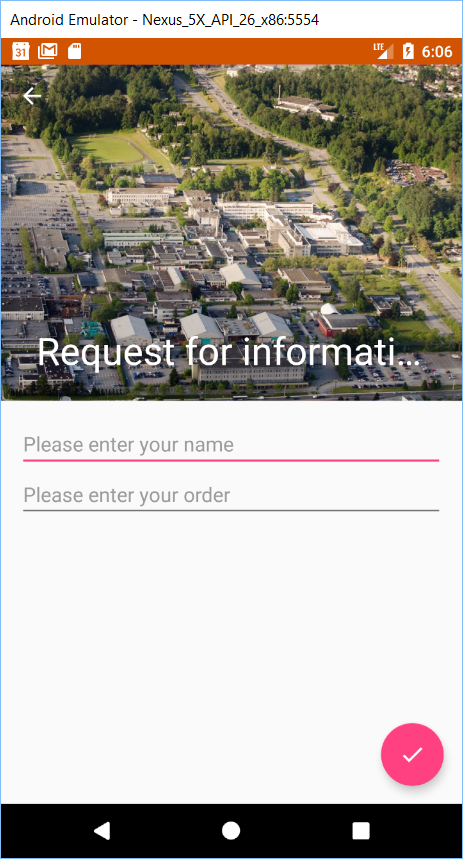 Android Emulator - Nexus_5X_API_26_x86:5554
31 LTE 6:06
Request for informati...
Please enter your name
Please enter your order